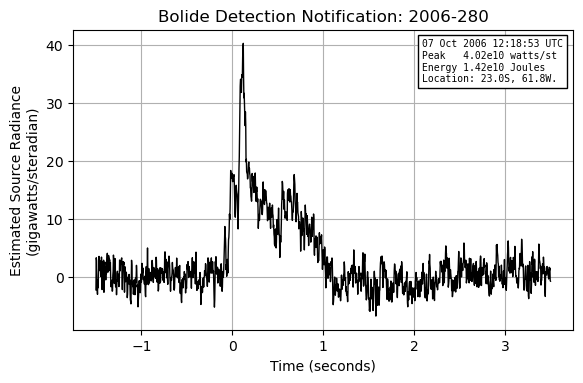 Bolide Detection Notification: 2006-280
07 Oct 2006 12:18:53 UTC
Peak   4.02e10 watts/st
Energy 1.42e10 Joules
Location: 23.0S, 61.8W.
Estimated Source Radiance
(gigawatts/steradian)
40
30
20
10
0
−1
0
1
2
3
Time (seconds)